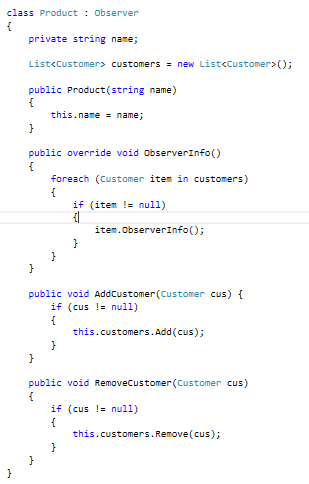 class Product : Observer
{
    private string name;

    List<Customer> customers = new List<Customer>();

    public Product(string name)
    {
        this.name = name;
    }

    public override void ObserverInfo()
    {
        foreach (Customer item in customers)
        {
            if (item != null)
            {
                item.ObserverInfo();
            }
        }
    }

    public void AddCustomer(Customer cus) {
        if (cus != null)
        {
            this.customers.Add(cus);
        }
    }

    public void RemoveCustomer(Customer cus)
    {
        if (cus != null)
        {
            this.customers.Remove(cus);
        }
    }
}